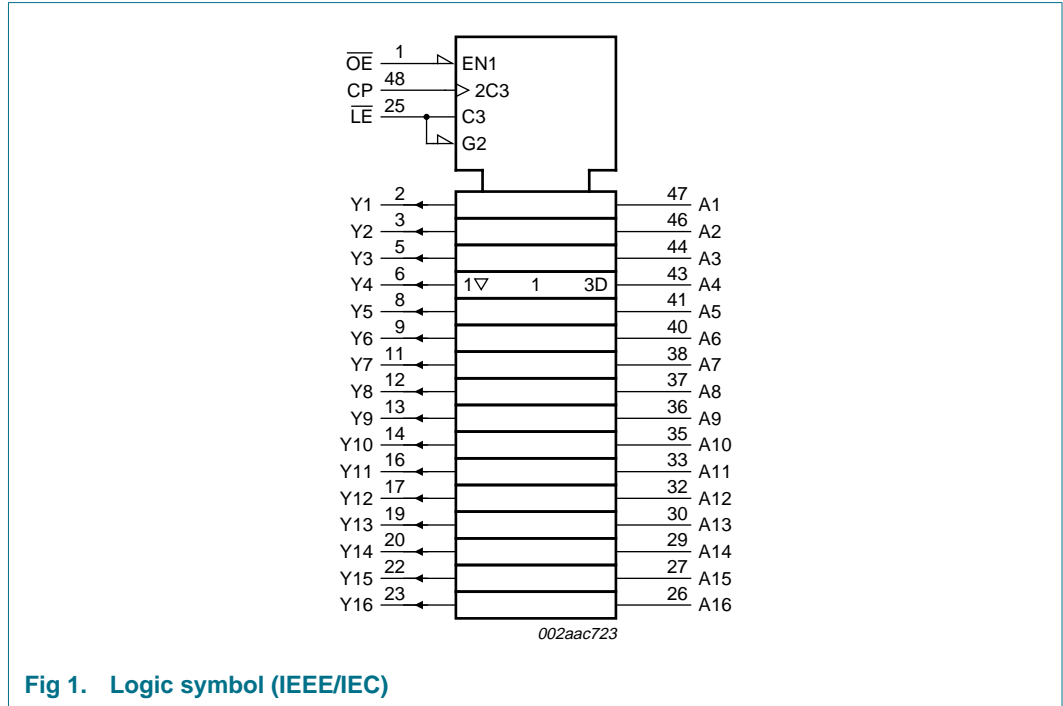 OE 1 EN1
CP 48 2C3
LE 25 C3
G2
Y1 2 47 A1
Y2 3 46 A2
Y3 5 44 A3
Y4 6 1▽ 1 3D 43 A4
Y5 8 41 A5
Y6 9 40 A6
Y7 11 38 A7
Y8 12 37 A8
Y9 13 36 A9
Y10 14 35 A10
Y11 16 33 A11
Y12 17 32 A12
Y13 19 30 A13
Y14 20 29 A14
Y15 22 27 A15
Y16 23 26 A16
002aac723
Fig 1. Logic symbol (IEEE/IEC)